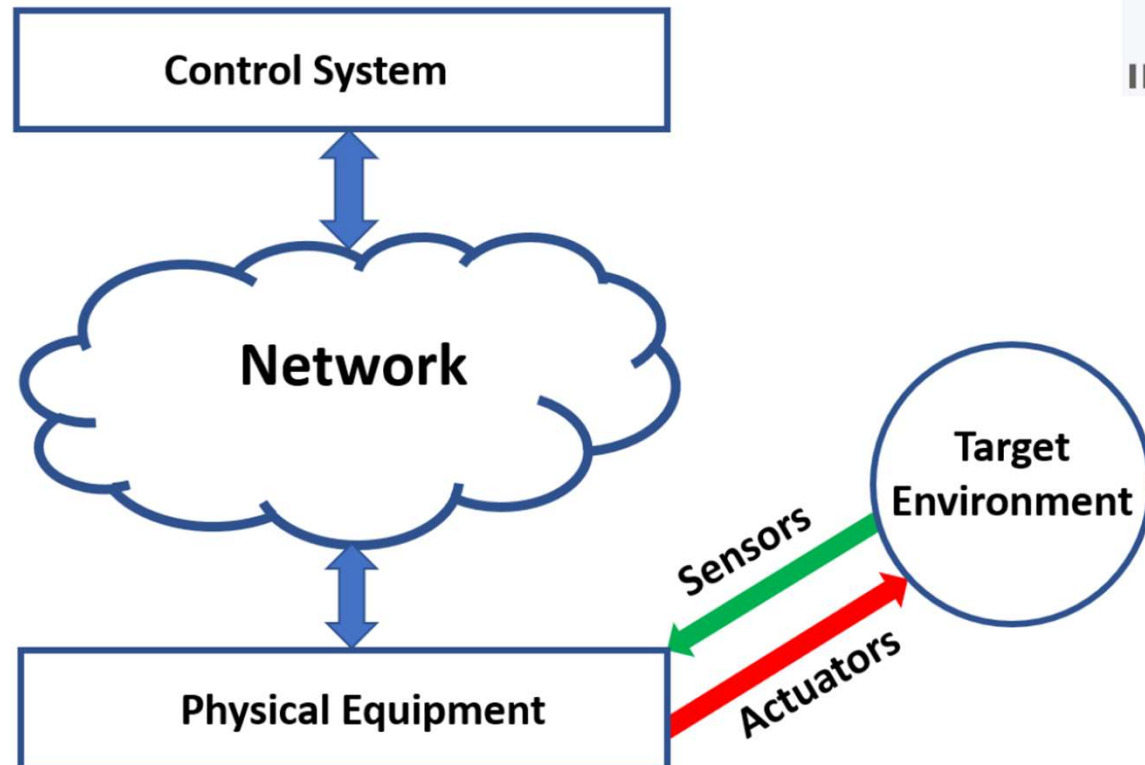 Control System
Network
Target
Environment
Sensors
Actuators
Physical Equipment